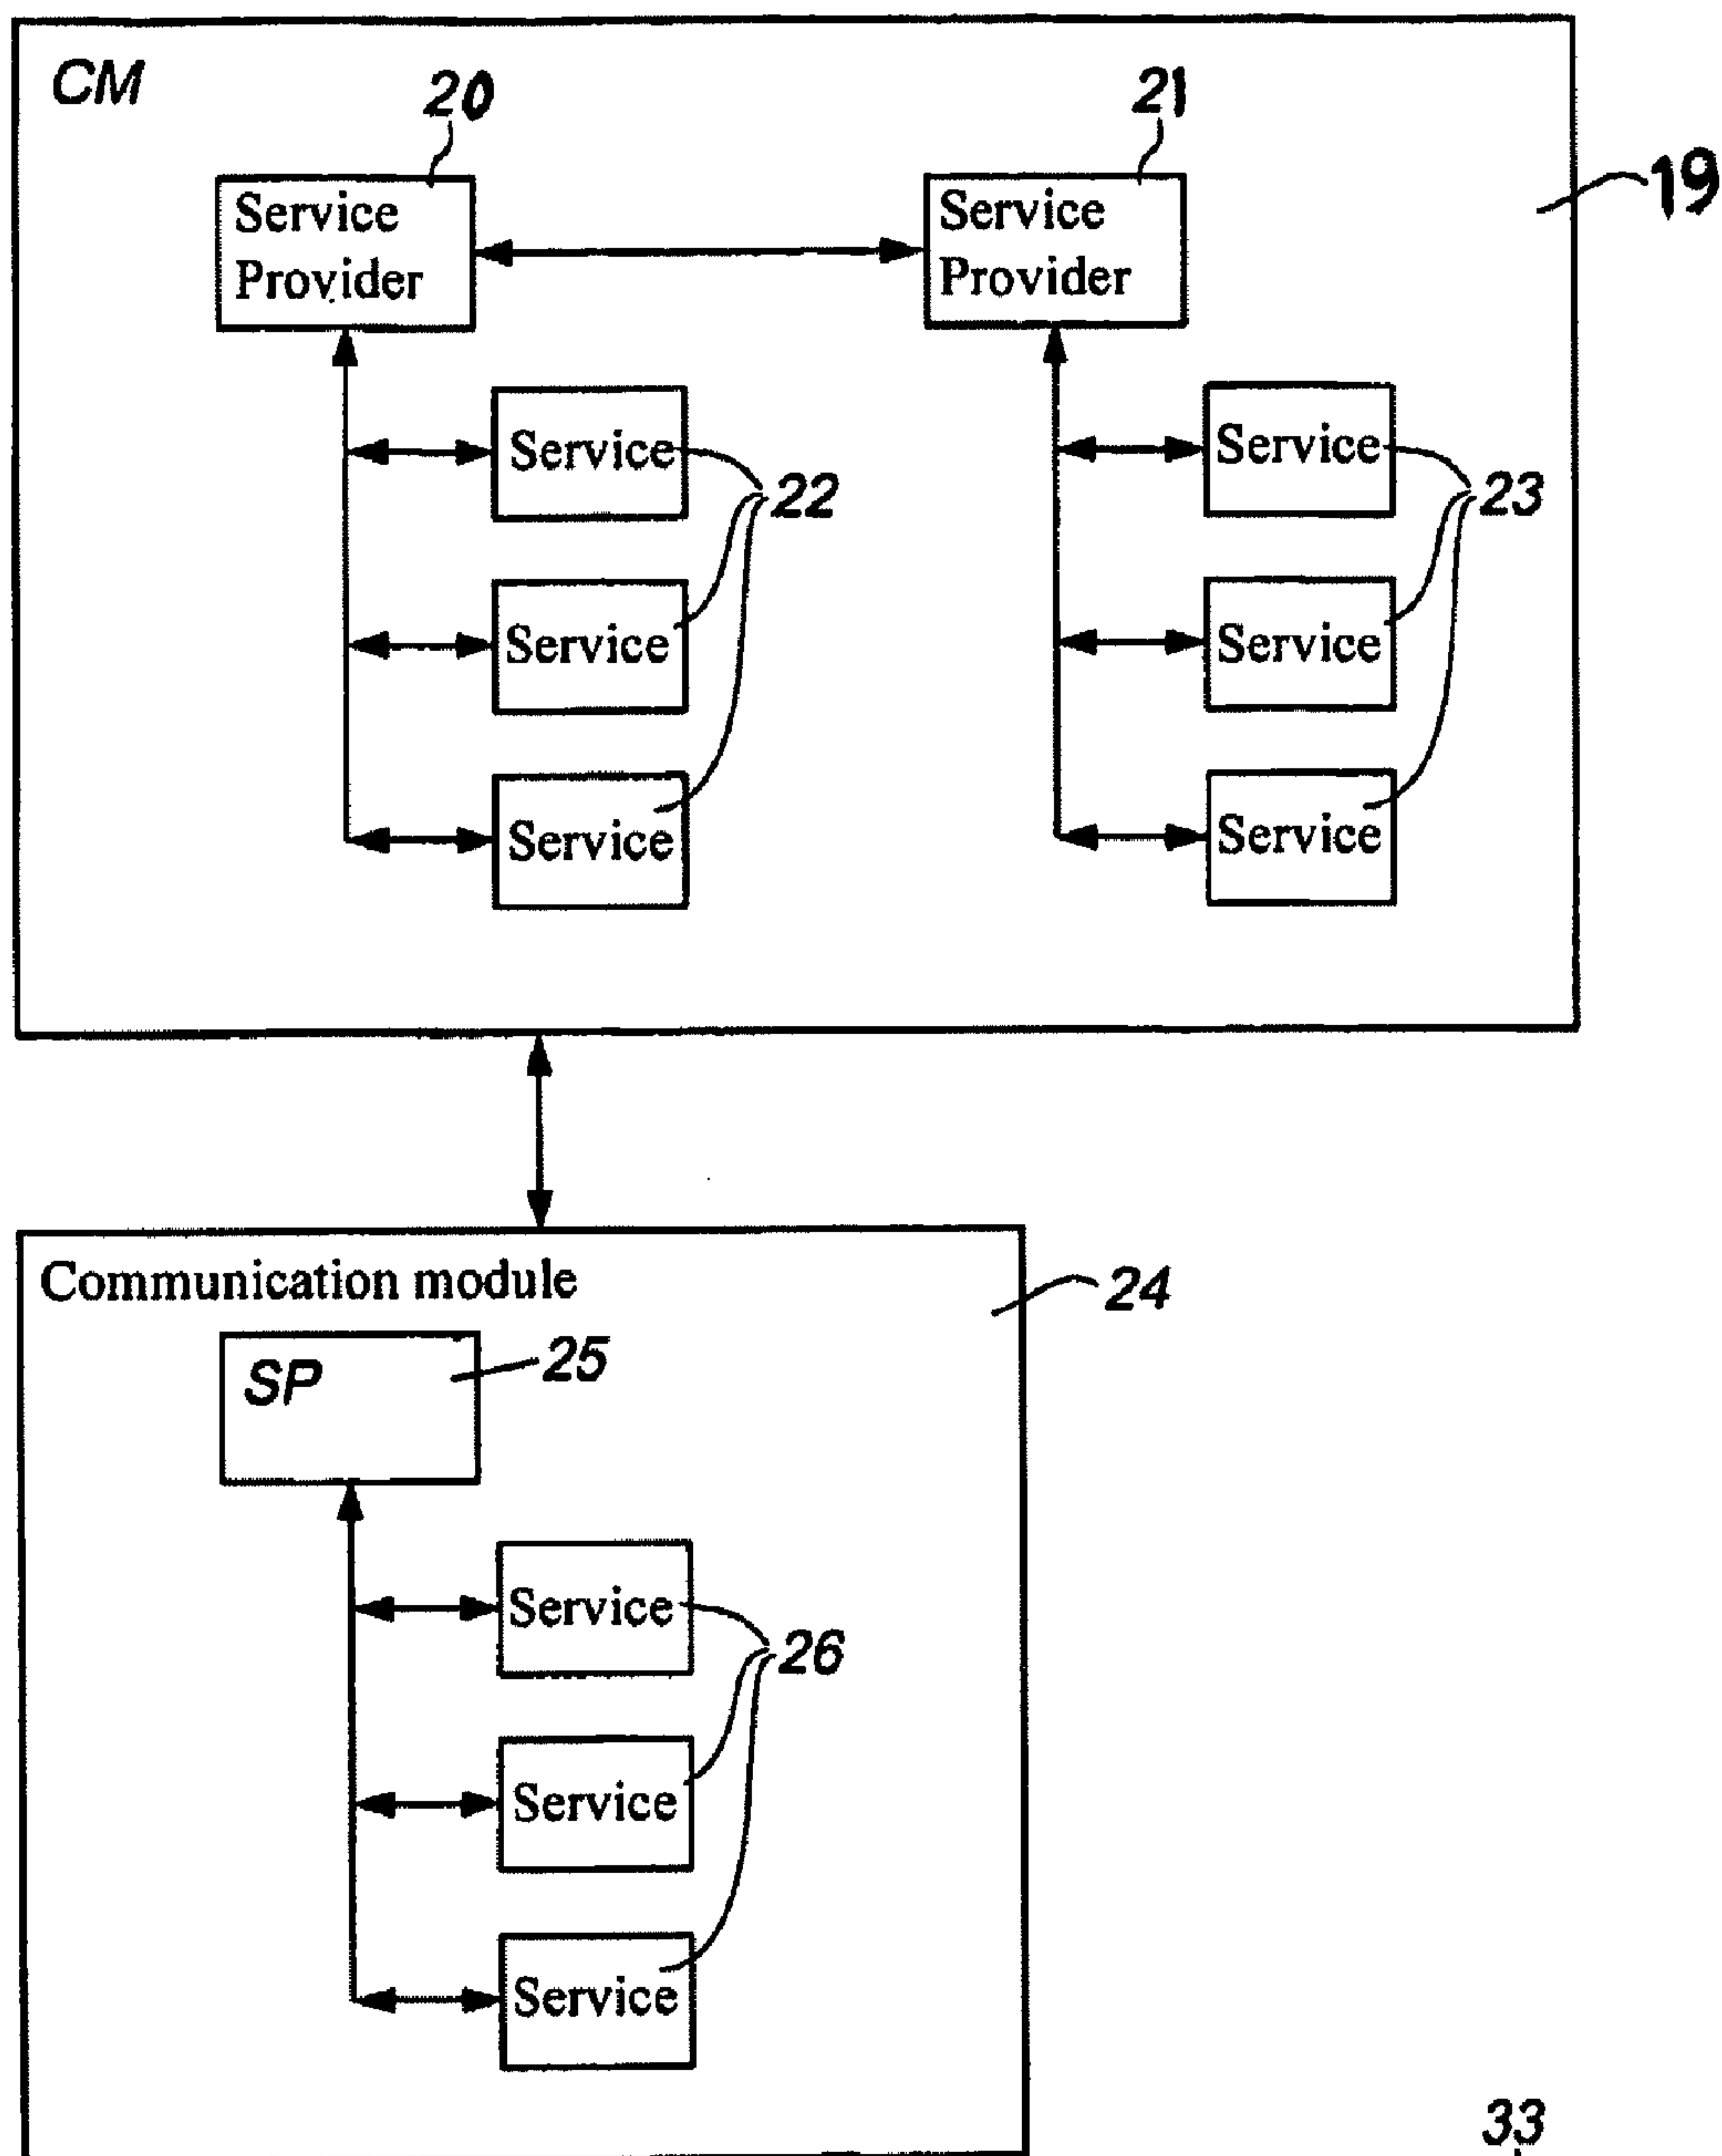 CM
20
21
19
Service
Provider
Service
Provider
Service
Service
22
23
Service
Service
Service
Service
Communication module
24
SP
25
Service
26
Service
Service
33